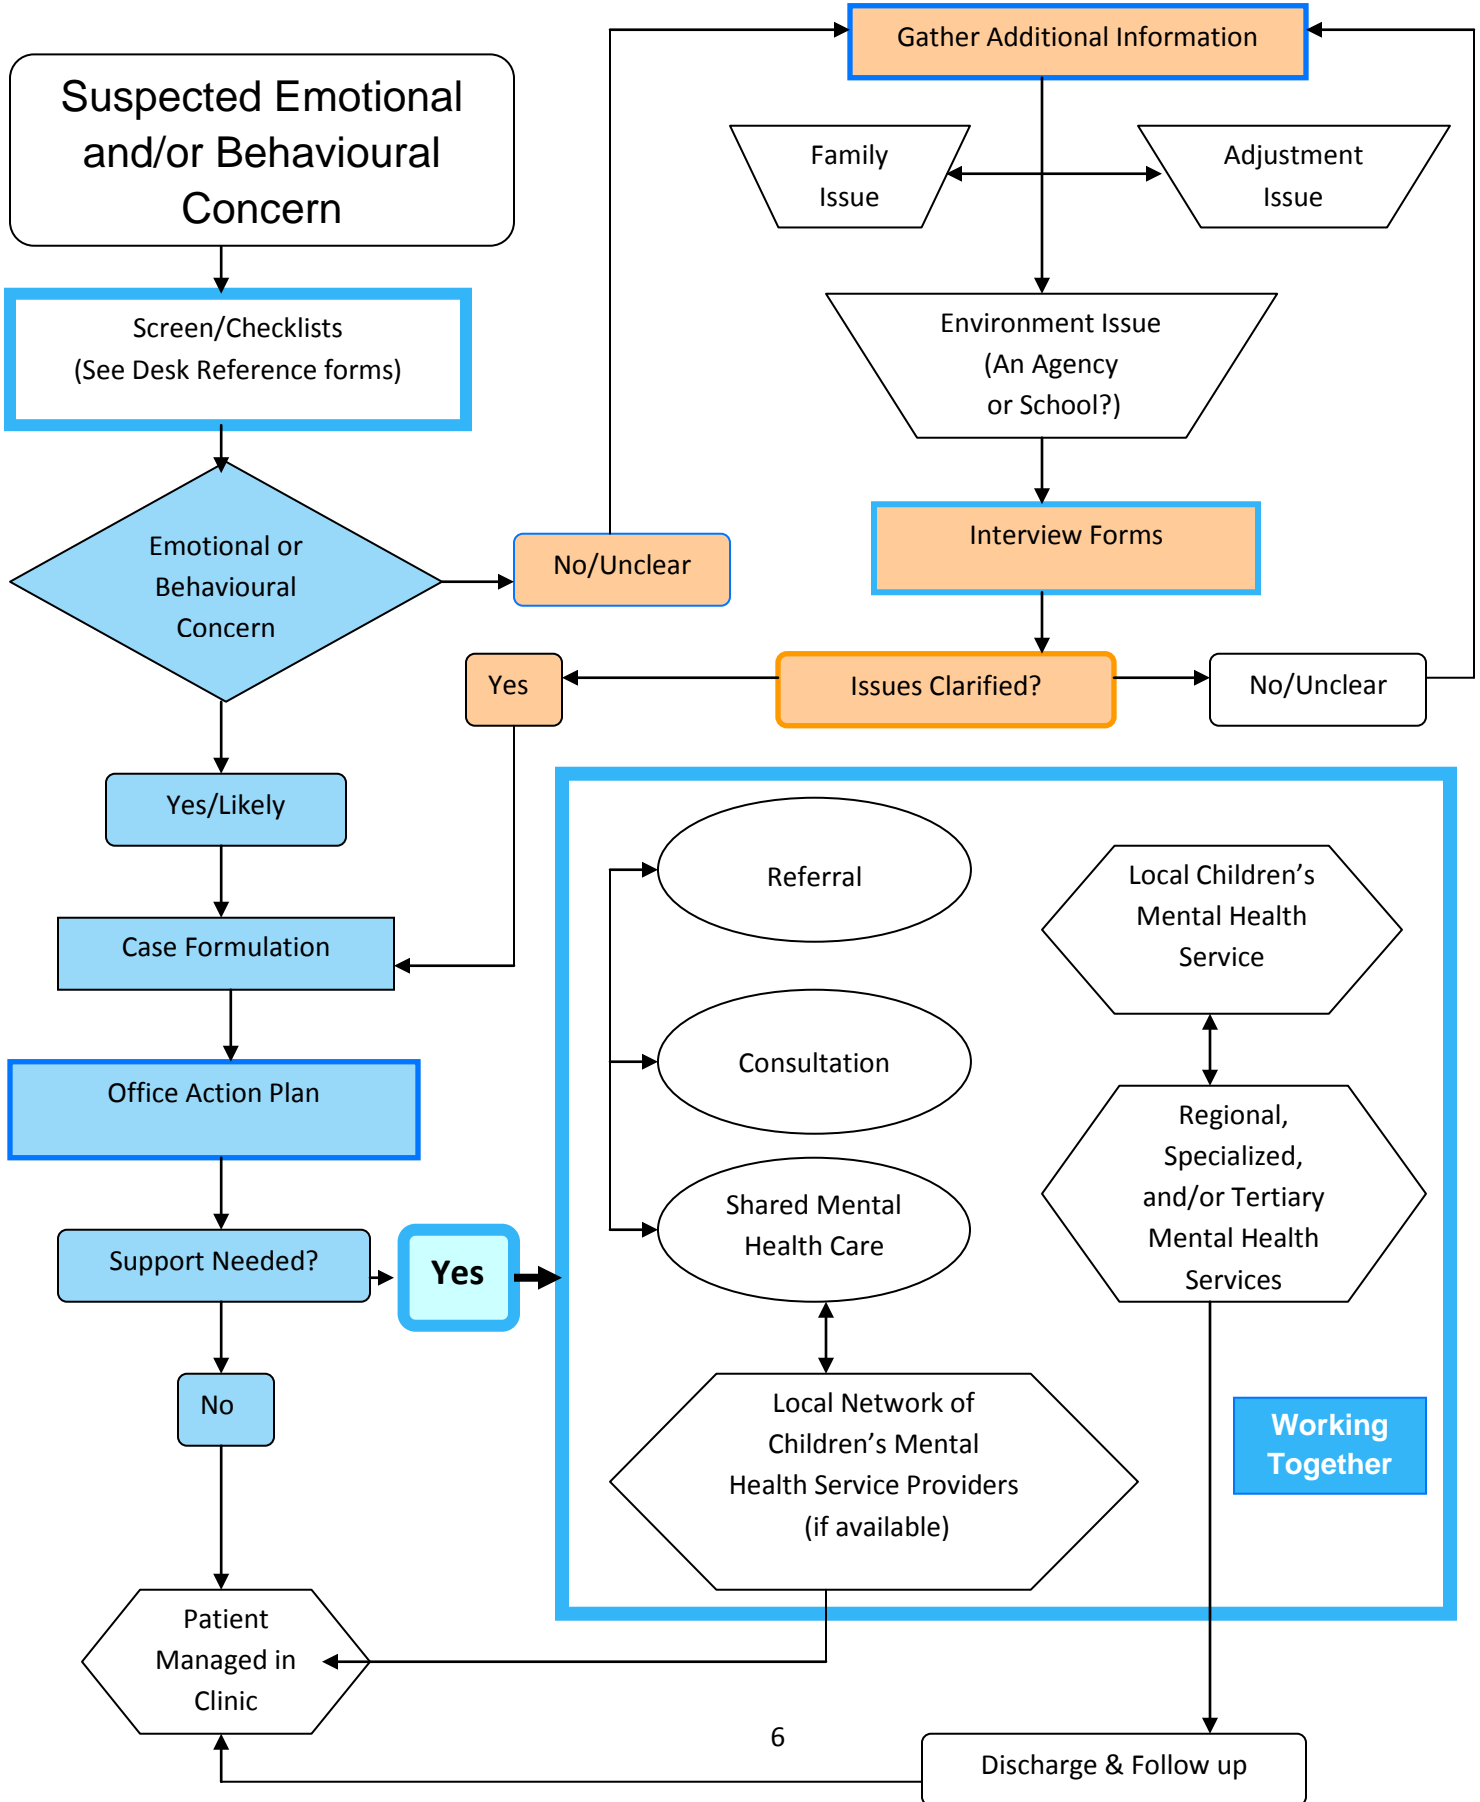 Gather Additional Information
Suspected Emotional
and/or Behavioural
Concern
Family
Issue
Adjustment
Issue
Screen/Checklists
(See Desk Reference forms)
Environment Issue
(An Agency
or School?)
Emotional or
Behavioural
Concern
No/Unclear
Interview Forms
Yes
Issues Clarified?
No/Unclear
Yes/Likely
Case Formulation
Office Action Plan
Support Needed?
Yes
No
Referral
Consultation
Shared Mental
Health Care
Local Children’s
Mental Health
Service
Regional,
Specialized,
and/or Tertiary
Mental Health
Services
Local Network of
Children’s Mental
Health Service Providers
(if available)
Working
Together
Patient
Managed in
Clinic
6
Discharge & Follow up